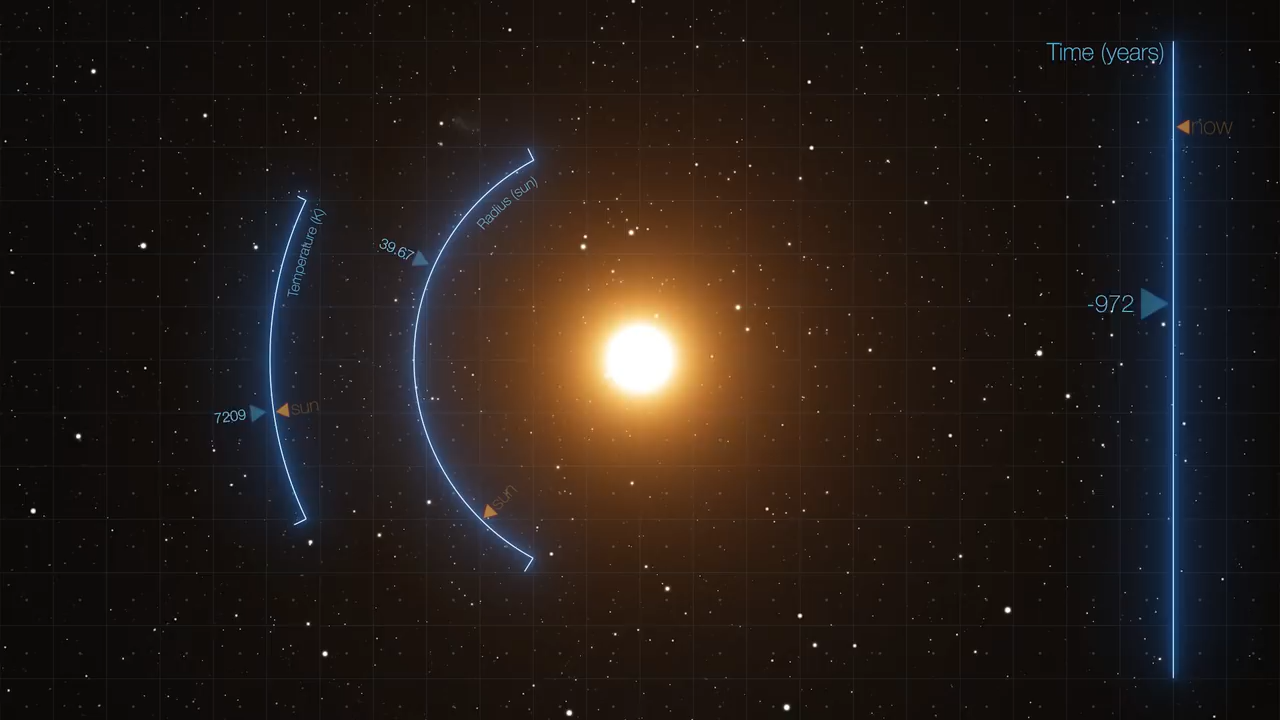 Time (years)
now
Radius (sun)
Temperature (K)
39.67
-972
7209
sun
sun